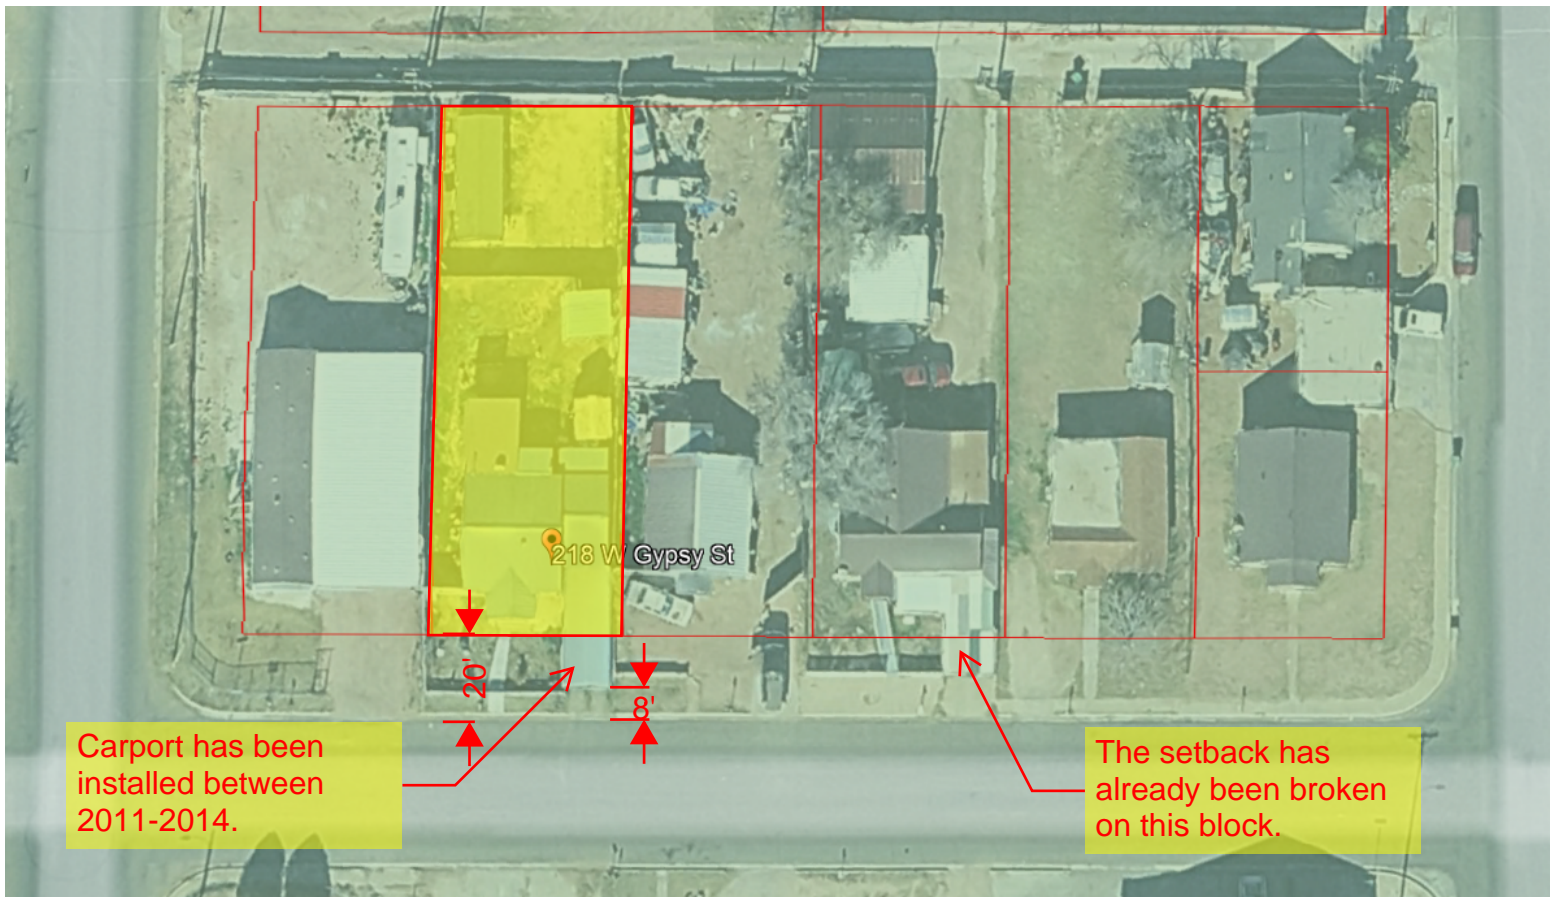 218 W Gypsy St
20'
8'
Carport has been
installed between
2011-2014.
The setback has
already been broken
on this block.